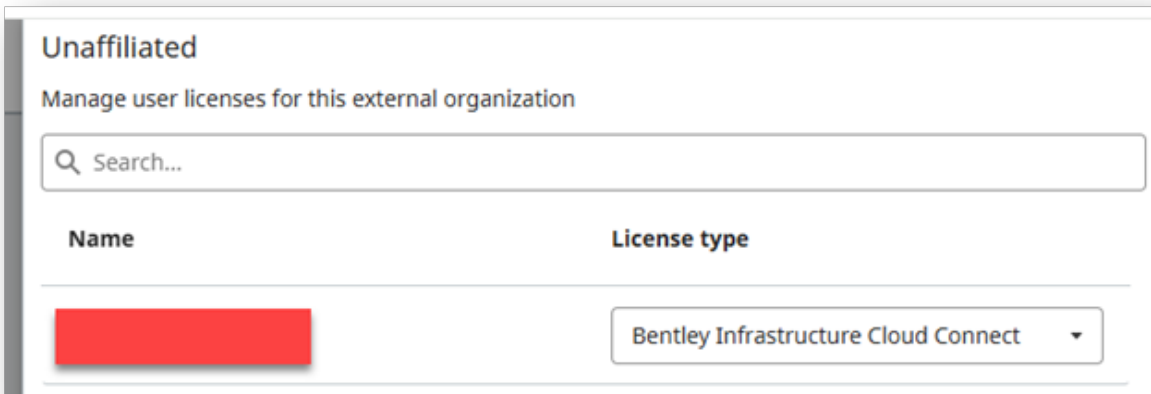 Unaffiliated
Manage user licenses for this external organization
Search...
Name License type
Bentley Infrastructure Cloud Connect